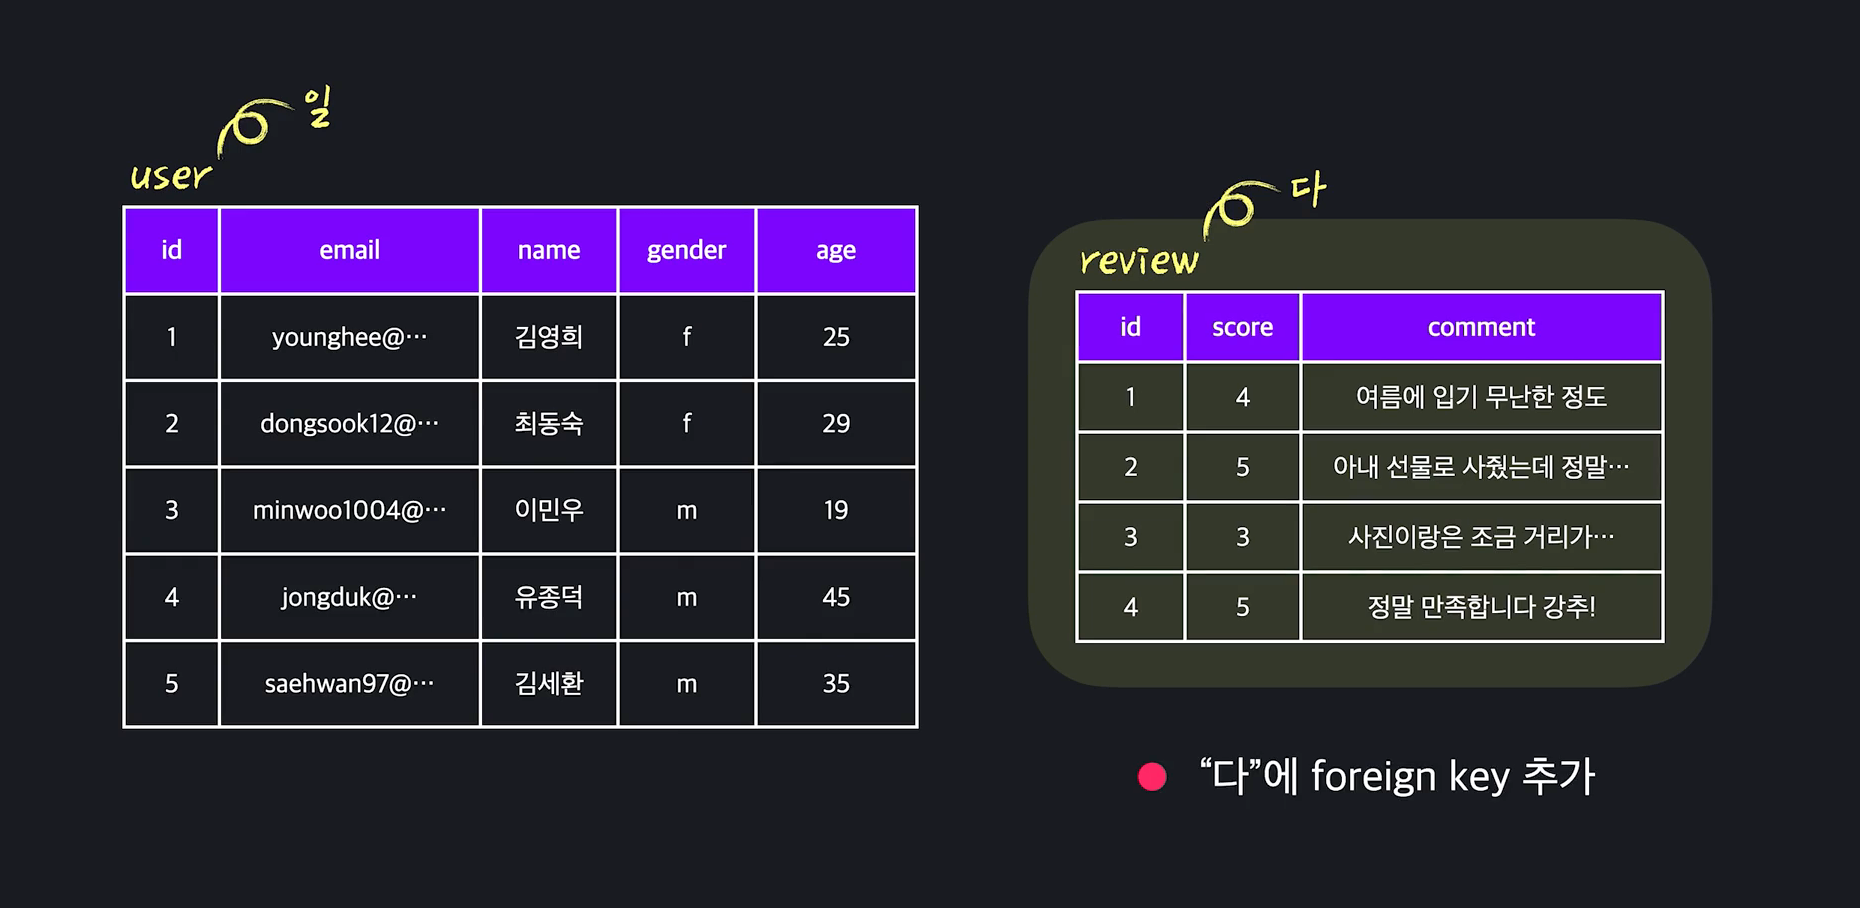 일
user
id email name gender age
1 younghee@… 김영희 f 25
2 dongsook12@… 최동숙 f 29
3 minwoo1004@… 이민우 m 19
4 jongduk@… 유종덕 m 45
5 saehwan97@… 김세환 m 35
다
review
id score comment
1 4 여름에 입기 무난한 정도
2 5 아내 선물로 사줬는데 정말…
3 3 사진이랑은 조금 거리가…
4 5 정말 만족합니다 강추!
“다”에 foreign key 추가